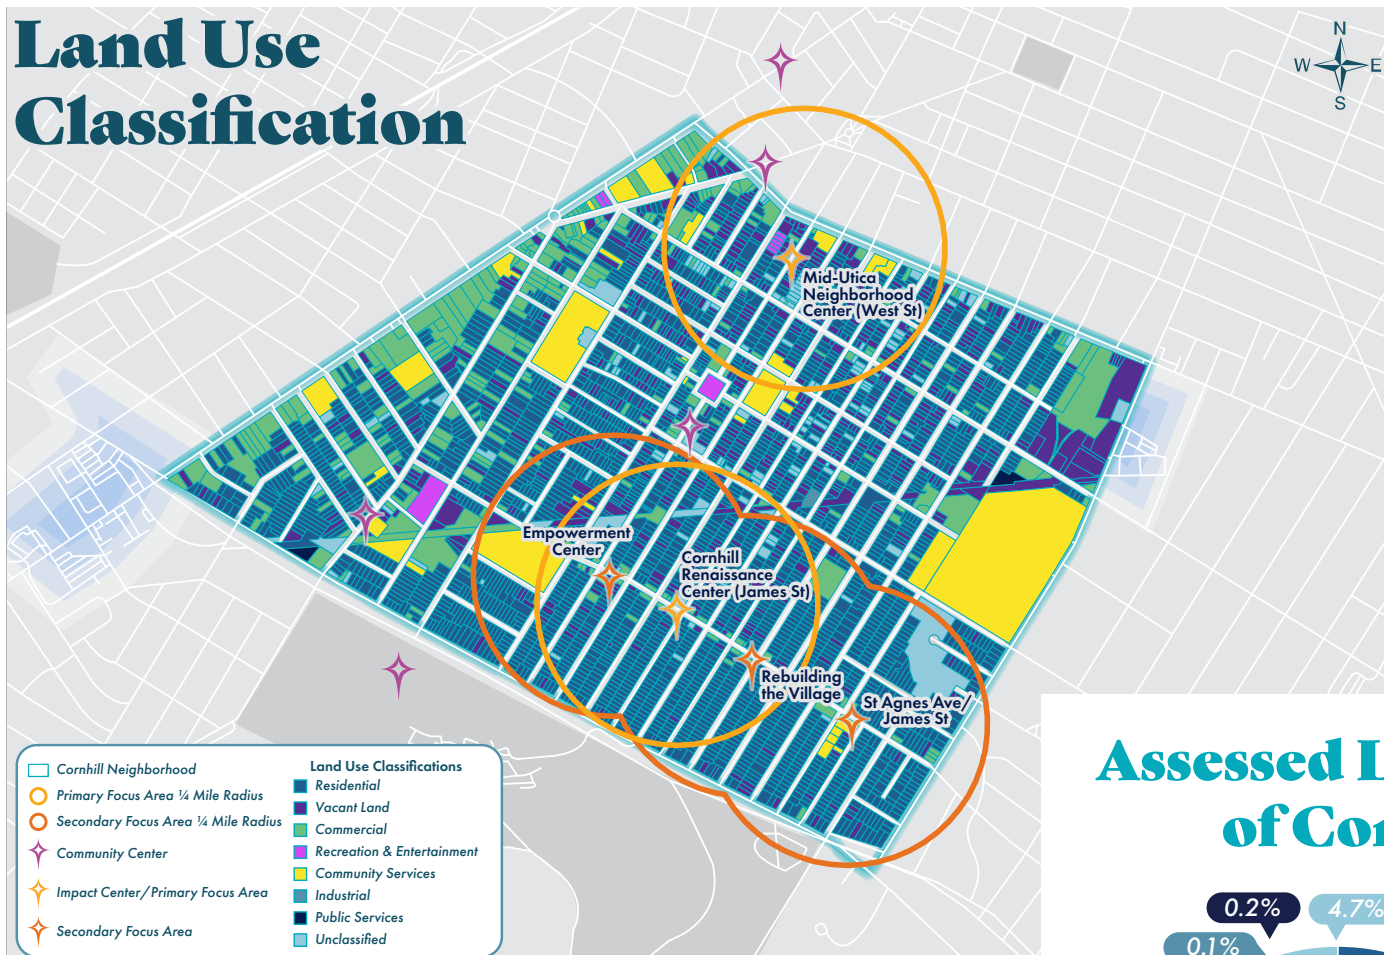 Land Use
Classification
N
W E
S
Mid-Utica
Neighborhood
Center (West St)
Empowerment
Center
Cornhill
Renaissance
Center (James St)
Rebuilding
the Village
St Agnes Ave/
James St
Cornhill Neighborhood
Primary Focus Area ¼ Mile Radius
Secondary Focus Area ¼ Mile Radius
Community Center
Impact Center/Primary Focus Area
Secondary Focus Area
Land Use Classifications
Residential
Vacant Land
Commercial
Recreation & Entertainment
Community Services
Industrial
Public Services
Unclassified
Assessed L
of Cor
0.2% 4.7%
0.1%